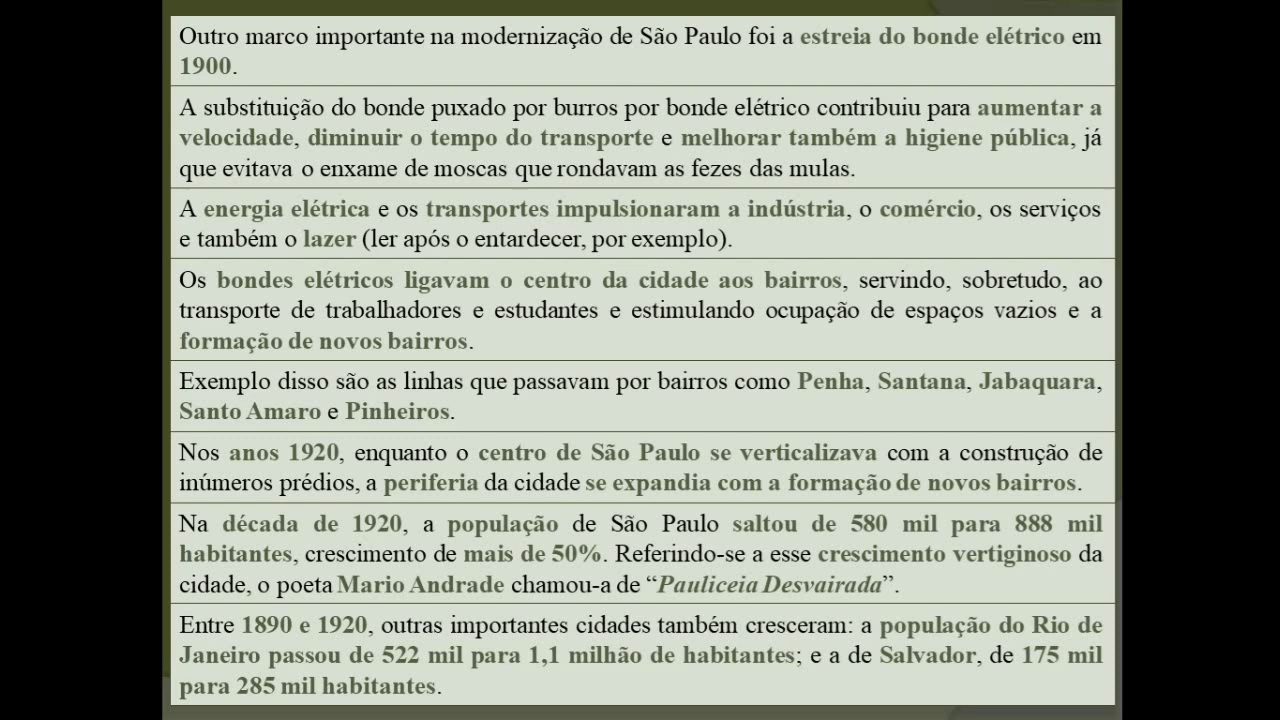 Outro marco importante na modernização de São Paulo foi a estreia do bonde elétrico em
1900.
A substituição do bonde puxado por burros por bonde elétrico contribuiu para aumentar a
velocidade, diminuir o tempo do transporte e melhorar também a higiene pública, já
que evitava o enxame de moscas que rondavam as fezes das mulas.
A energia elétrica e os transportes impulsionaram a indústria, o comércio, os serviços
e também o lazer (ler após o entardecer, por exemplo).
Os bondes elétricos ligavam o centro da cidade aos bairros, servindo, sobretudo, ao
transporte de trabalhadores e estudantes e estimulando ocupação de espaços vazios e a
formação de novos bairros.
Exemplo disso são as linhas que passavam por bairros como Penha, Santana, Jabaquara,
Santo Amaro e Pinheiros.
Nos anos 1920, enquanto o centro de São Paulo se verticalizava com a construção de
inúmeros prédios, a periferia da cidade se expandia com a formação de novos bairros.
Na década de 1920, a população de São Paulo saltou de 580 mil para 888 mil
habitantes, crescimento de mais de 50%. Referindo-se a esse crescimento vertiginoso da
cidade, o poeta Mario Andrade chamou-a de “Pauliceia Desvairada”.
Entre 1890 e 1920, outras importantes cidades também cresceram: a população do Rio de
Janeiro passou de 522 mil para 1,1 milhão de habitantes; e a de Salvador, de 175 mil
para 285 mil habitantes.